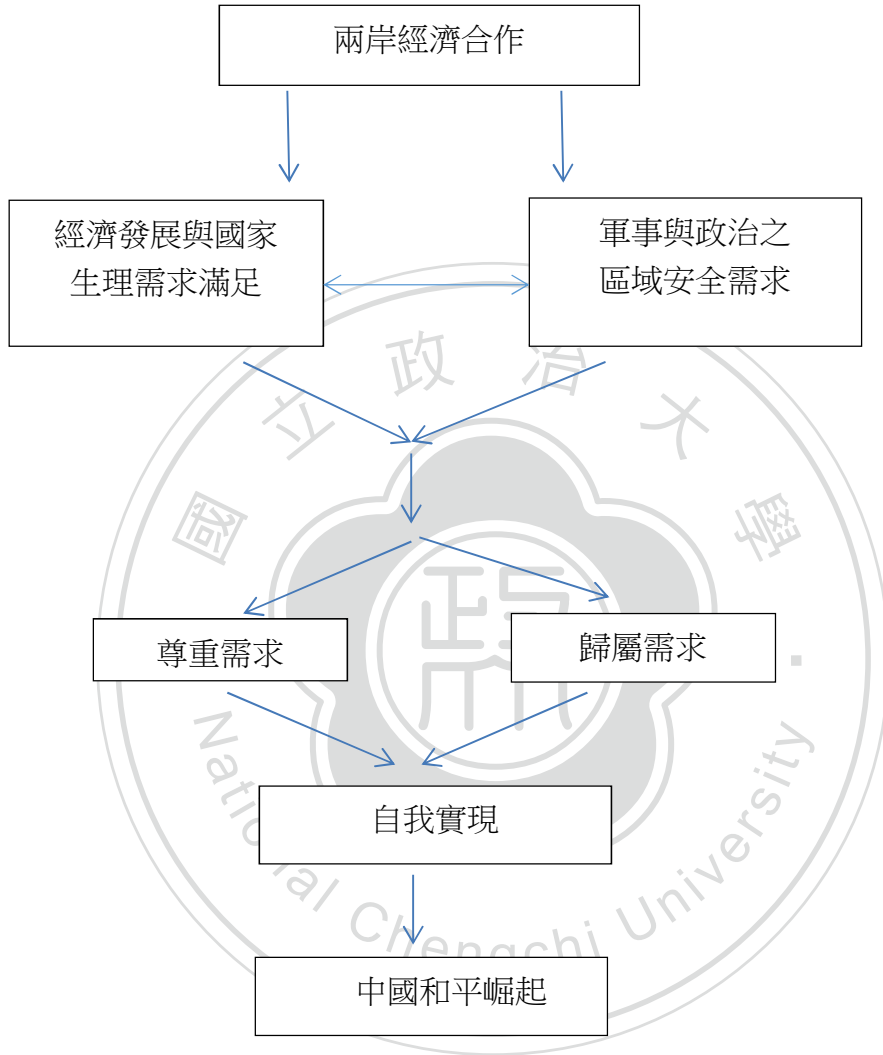 兩岸經濟合作
經濟發展與國家
生理需求滿足
軍事與政治之
區域安全需求
國立政治大學
尊重需求
歸屬需求
自我實現
中國和平崛起
政
National Chengchi University